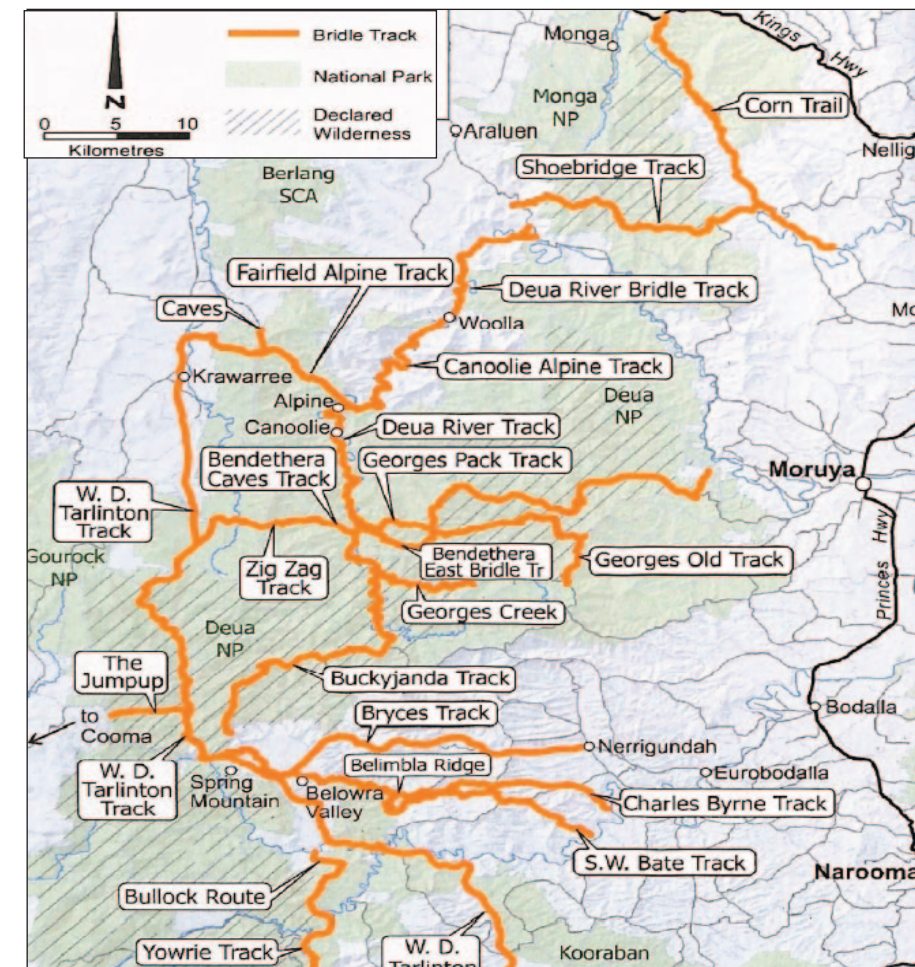 Bridle Track
National Park
Declared
Wilderness
N
0 5 10
Kilometres
Kings
Hwy
Monga
Monga
NP
Corn Trail
Araluen
Nellig
Shoebridge Track
Berlang
SCA
Fairfield Alpine Track
Deua River Bridle Track
Caves
Woolla
Mo
Krawarree
Canoolie Alpine Track
Alpine
Deua
NP
Canoolie
Deua River Track
Bendethera
Caves Track
Georges Pack Track
Moruya
W. D.
Tarlinton
Track
Princes Hwy
Gourock
NP
Zig Zag
Track
Bendethera
East Bridle Tr
Georges Old Track
Georges Creek
Deua
NP
The
Jumpup
Buckyjanda Track
to
Cooma
Bryces Track
Bodalla
Nerrigundah
W. D.
Tarlinton
Track
Spring
Mountain
Belimbla Ridge
Eurobodalla
Belowra
Valley
Charles Byrne Track
S.W. Bate Track
Narooma
Bullock Route
Yowrie Track
W. D.
Tarlinton
Kooraban